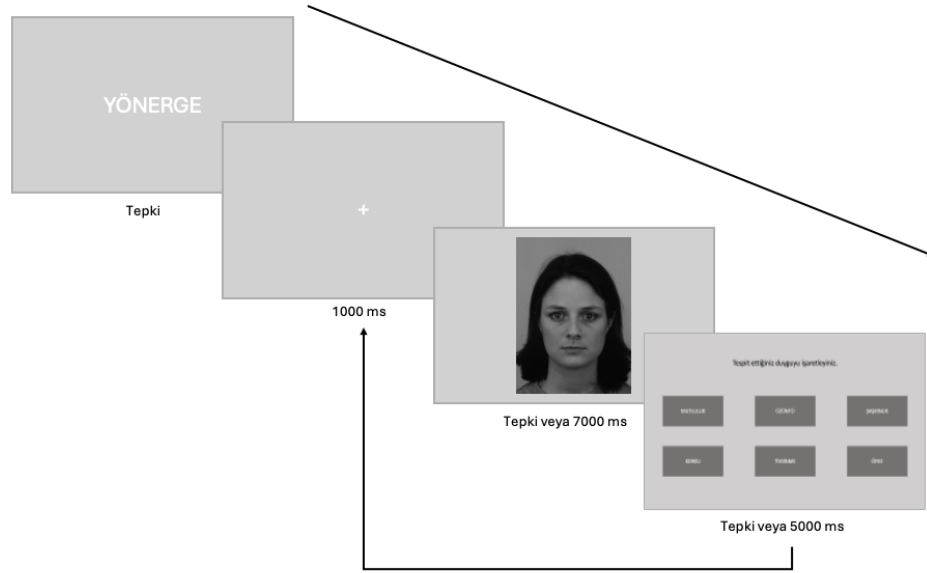 YÖNERGE
Tepki
+
1000 ms
Tepki veya 7000 ms
Tespit ettiğiniz duyguyu işaretleyiniz.
MUTLULUK ÜZÜNTÜ ŞAŞKINLIK
KORKU TİKSİNME ÖFKE
Tepki veya 5000 ms